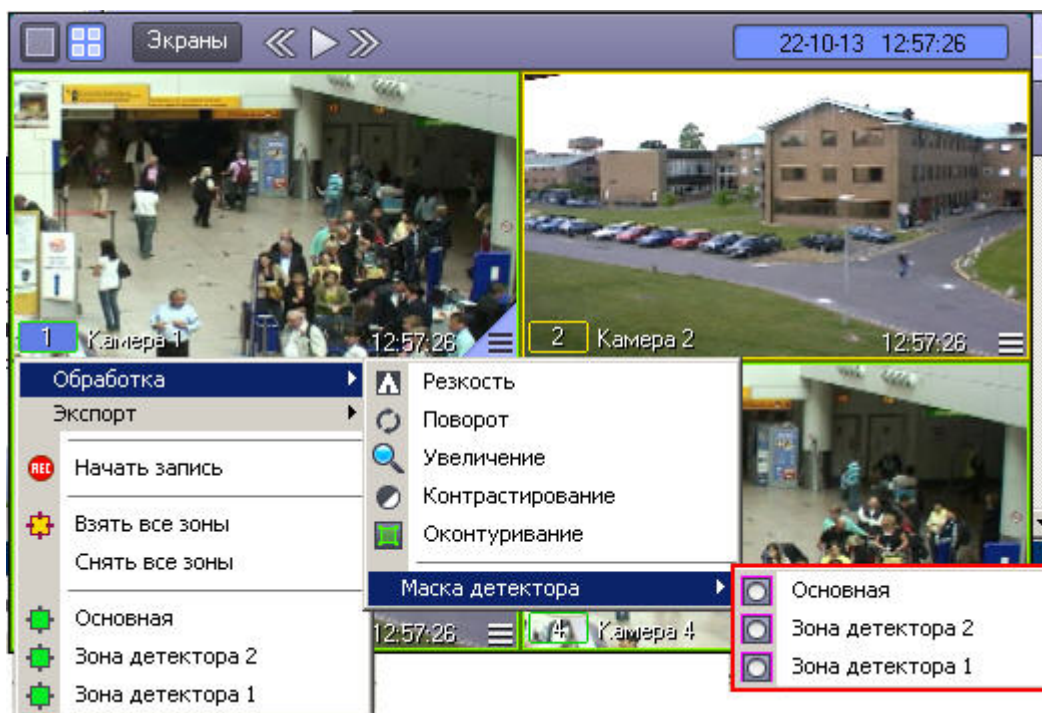 Экраны
22-10-13 12:57:26
1 Камера 1 12:57:26
2 Камера 2 12:57:26
Обработка
Экспорт
REC Начать запись
Взять все зоны
Снять все зоны
Основная
Зона детектора 2
Зона детектора 1
Резкость
Поворот
Увеличение
Контрастирование
Оконтуривание
Маска детектора
Основная
Зона детектора 2
Зона детектора 1
12:57:26
4 Камера 4